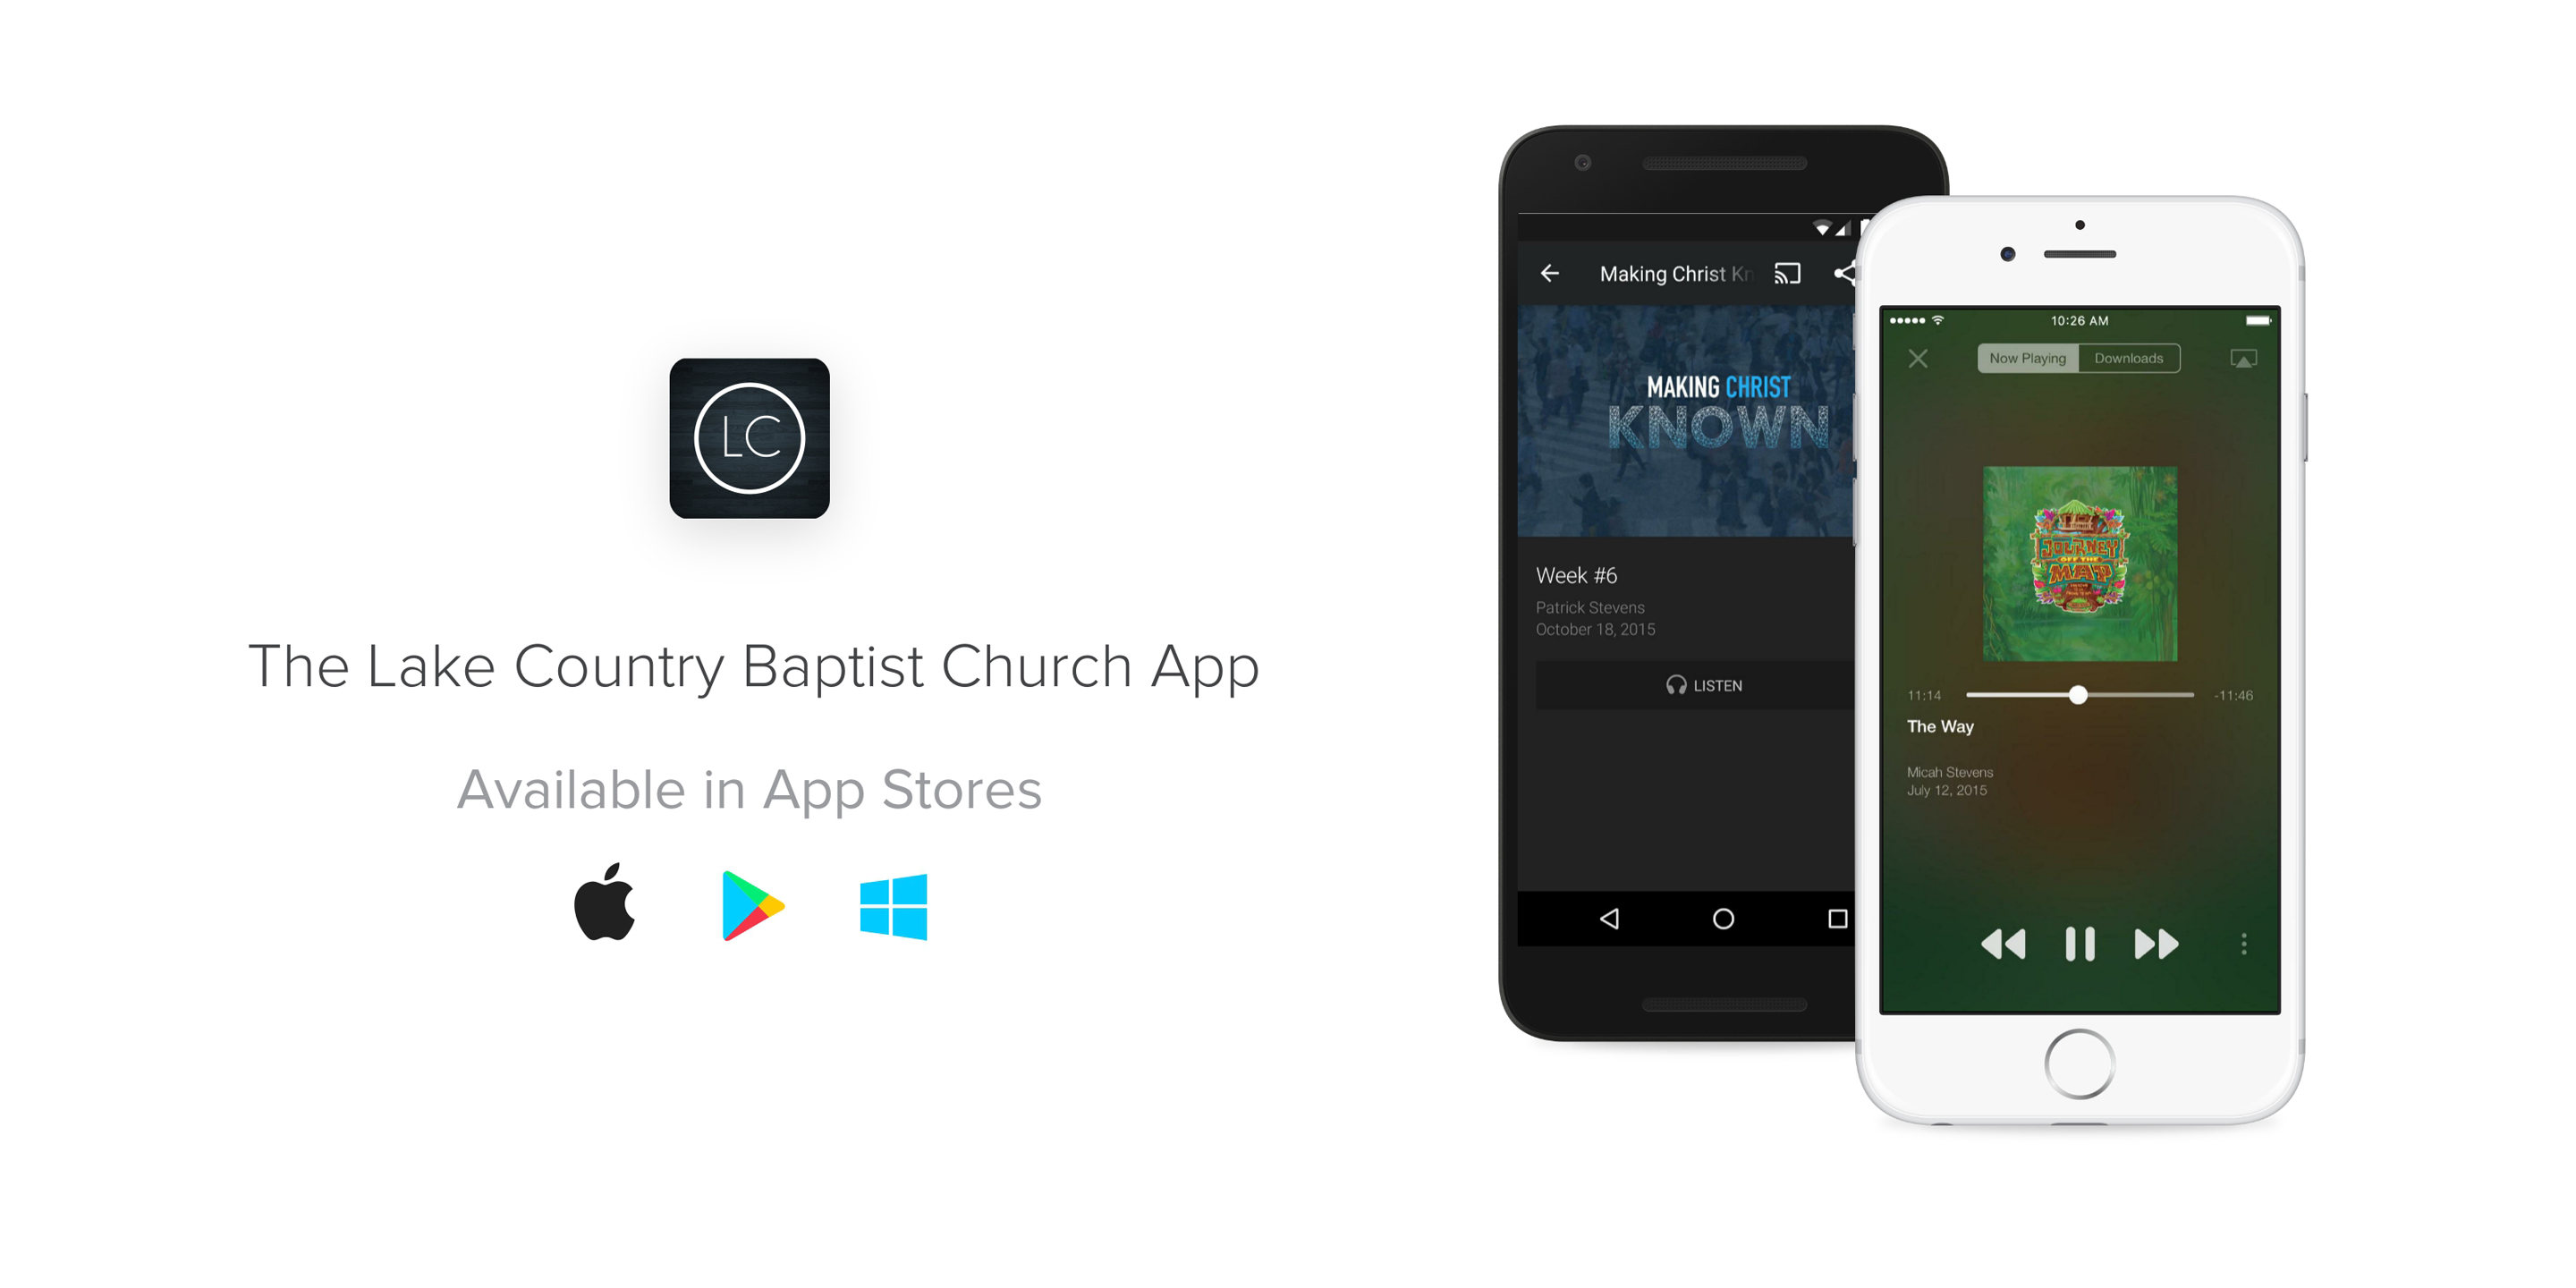 LC
The Lake Country Baptist Church App
Available in App Stores
Making Christ Kn
MAKING CHRIST
KNOWN
Week #6
Patrick Stevens
October 18, 2015
LISTEN
10:26 AM
Now Playing
Downloads
JOURNEY
OFF THE
MAP
11:14
-11:46
The Way
Micah Stevens
July 12, 2015